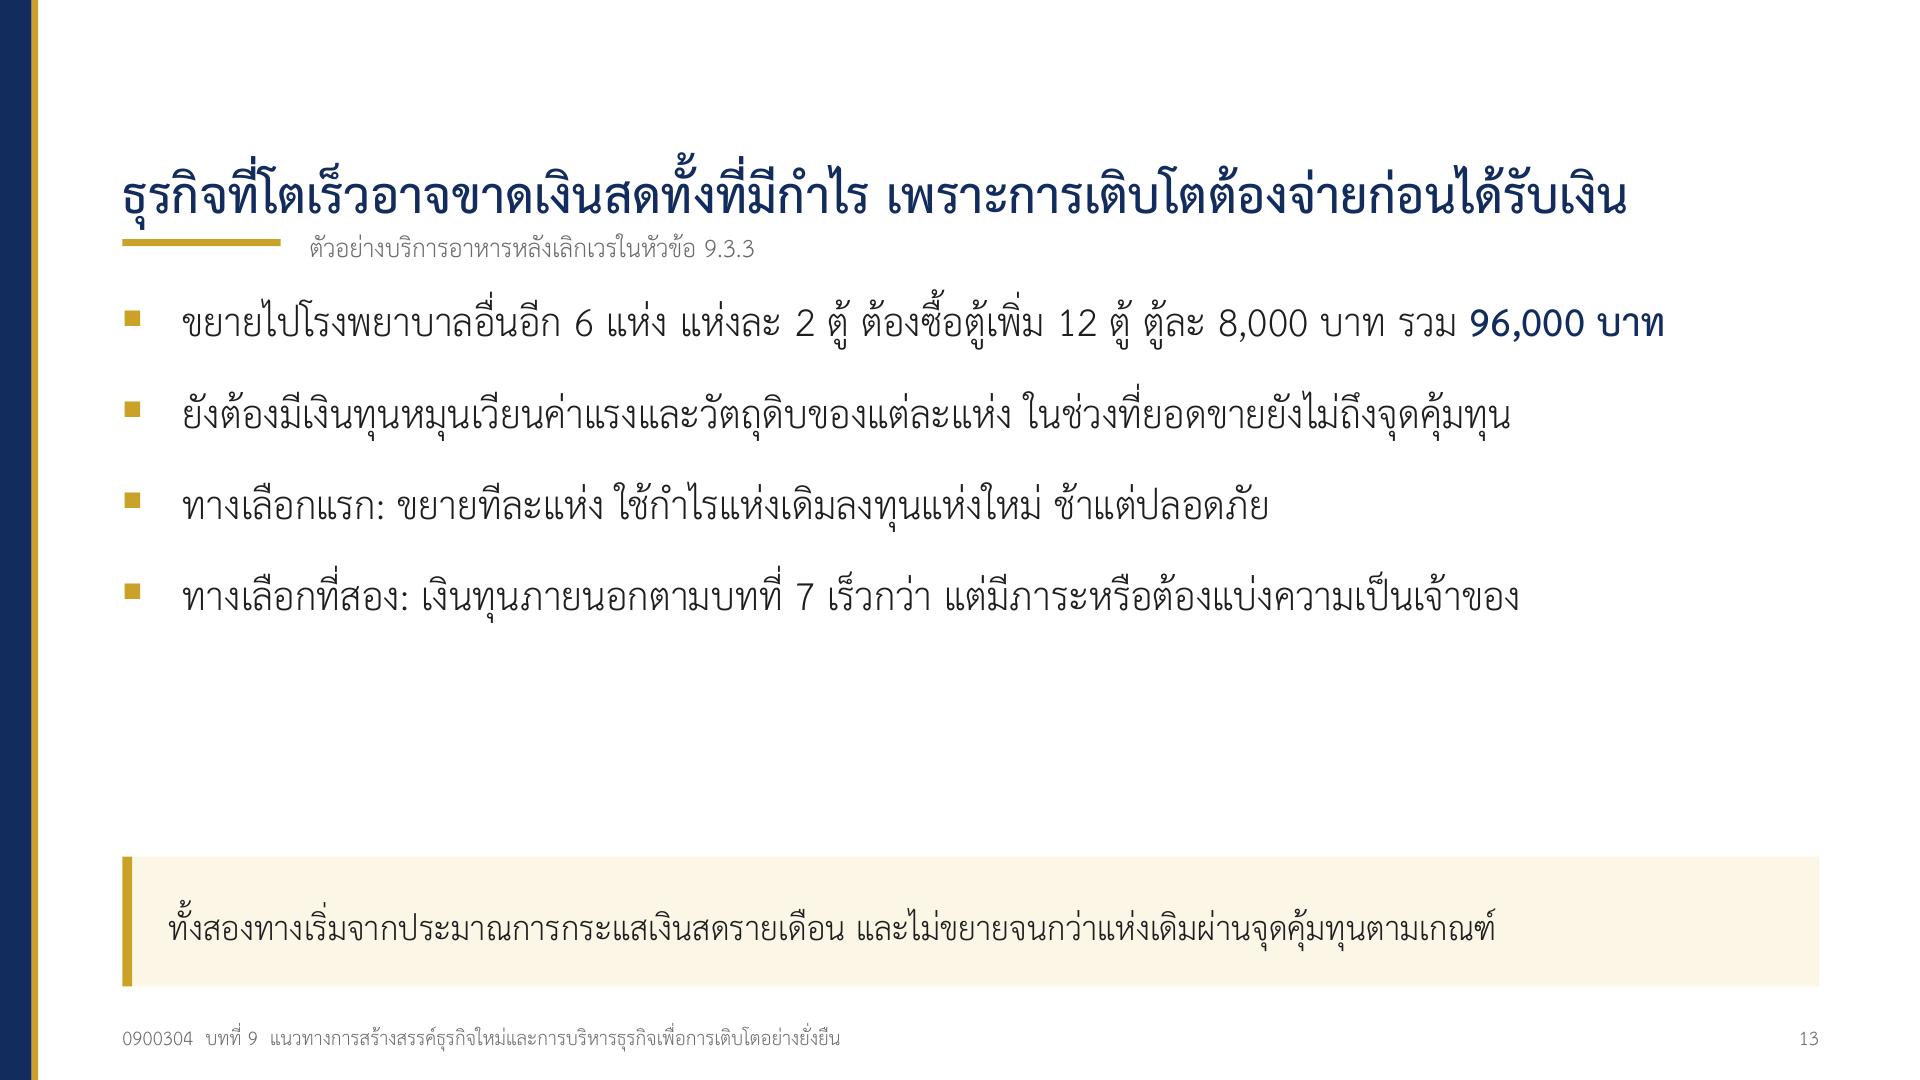 ธุรกิจที่โตเร็วอาจขาดเงินสดทั้งที่มีกำไร เพราะการเติบโตต้องจ่ายก่อนได้รับเงิน
ตัวอย่างบริการอาหารหลังเลิกเวรในหัวข้อ 9.3.3
ขยายไปโรงพยาบาลอื่นอีก 6 แห่ง แห่งละ 2 ตู้ ต้องซื้อตู้เพิ่ม 12 ตู้ ตู้ละ 8,000 บาท รวม 96,000 บาท
ยังต้องมีเงินทุนหมุนเวียนค่าแรงและวัตถุดิบของแต่ละแห่ง ในช่วงที่ยอดขายยังไม่ถึงจุดคุ้มทุน
ทางเลือกแรก: ขยายทีละแห่ง ใช้กำไรแห่งเดิมลงทุนแห่งใหม่ ช้าแต่ปลอดภัย
ทางเลือกที่สอง: เงินทุนภายนอกตามบทที่ 7 เร็วกว่า แต่มีภาระหรือต้องแบ่งความเป็นเจ้าของ
ทั้งสองทางเริ่มจากประมาณการกระแสเงินสดรายเดือน และไม่ขยายจนกว่าแห่งเดิมผ่านจุดคุ้มทุนตามเกณฑ์
0900304 บทที่ 9 แนวทางการสร้างสรรค์ธุรกิจใหม่และการบริหารธุรกิจเพื่อการเติบโตอย่างยั่งยืน
13